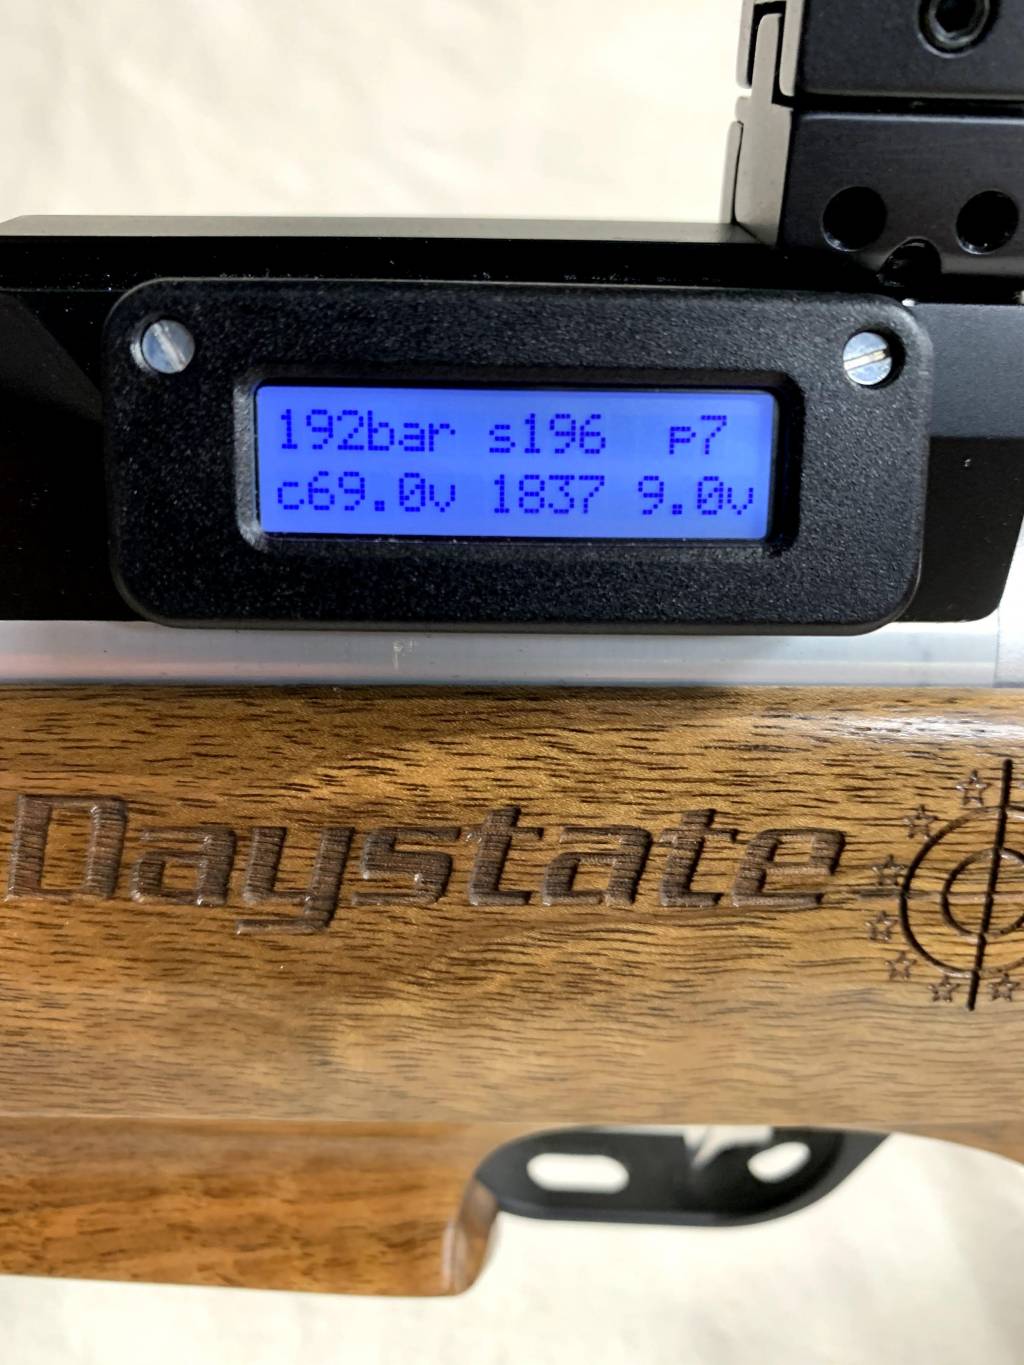 192bar s196 p7
c69.0v 1837 9.0v
Daystate